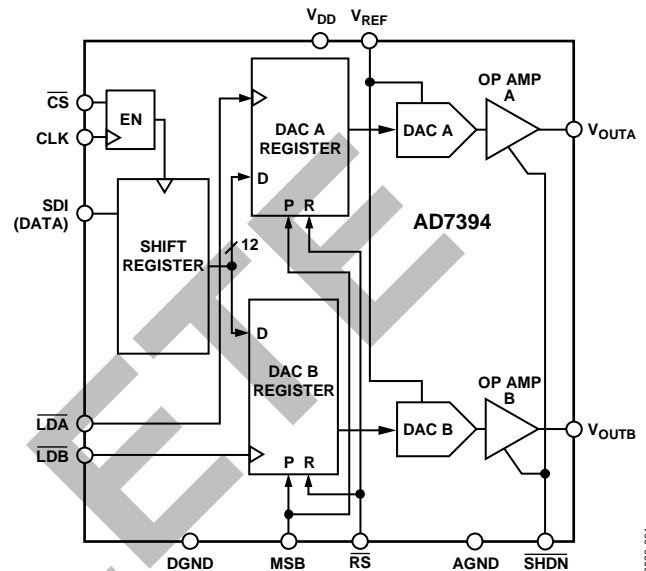 VDD VREF
CS
CLK
EN
SDI
(DATA)
SHIFT
REGISTER
12
DAC A
REGISTER
D
P R
DAC A
OP AMP
A
VOUTA
AD7394
D
DAC B
REGISTER
P R
DAC B
OP AMP
B
VOUTB
LDA
LDB
DGND MSB RS AGND SHDN
ETE